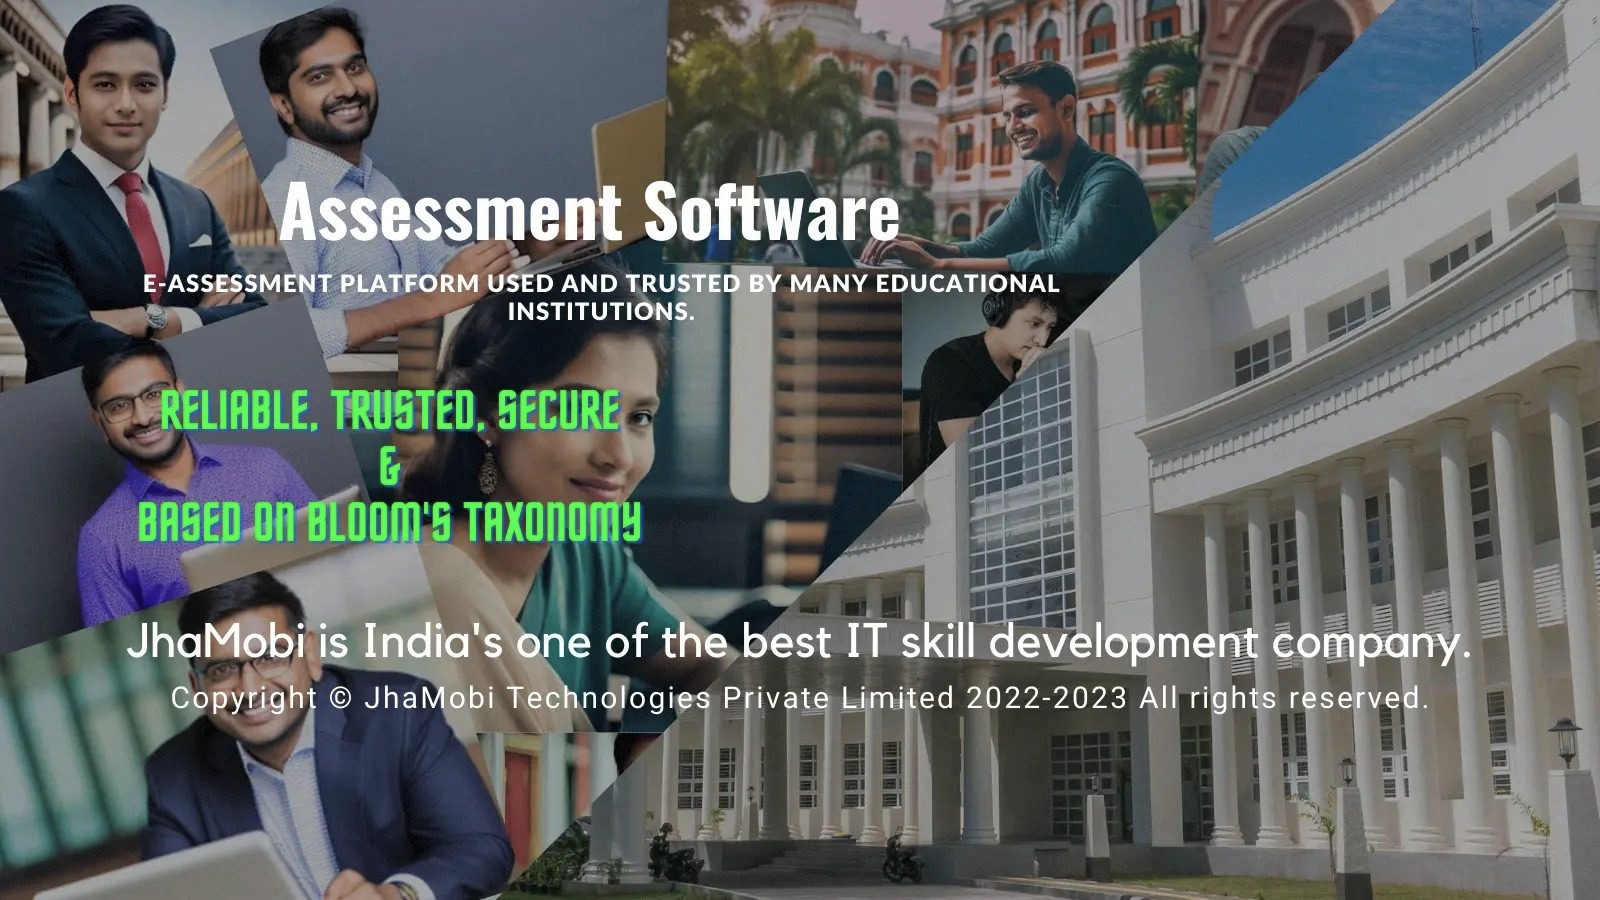 Assessment Software
E-ASSESSMENT PLATFORM USED AND TRUSTED BY MANY EDUCATIONAL
INSTITUTIONS.
RELIABLE, TRUSTED, SECURE
&
BASED ON BLOOM'S TAXONOMY
JhaMobi is India's one of the best IT skill development company.
Copyright © JhaMobi Technologies Private Limited 2022-2023 All rights reserved.